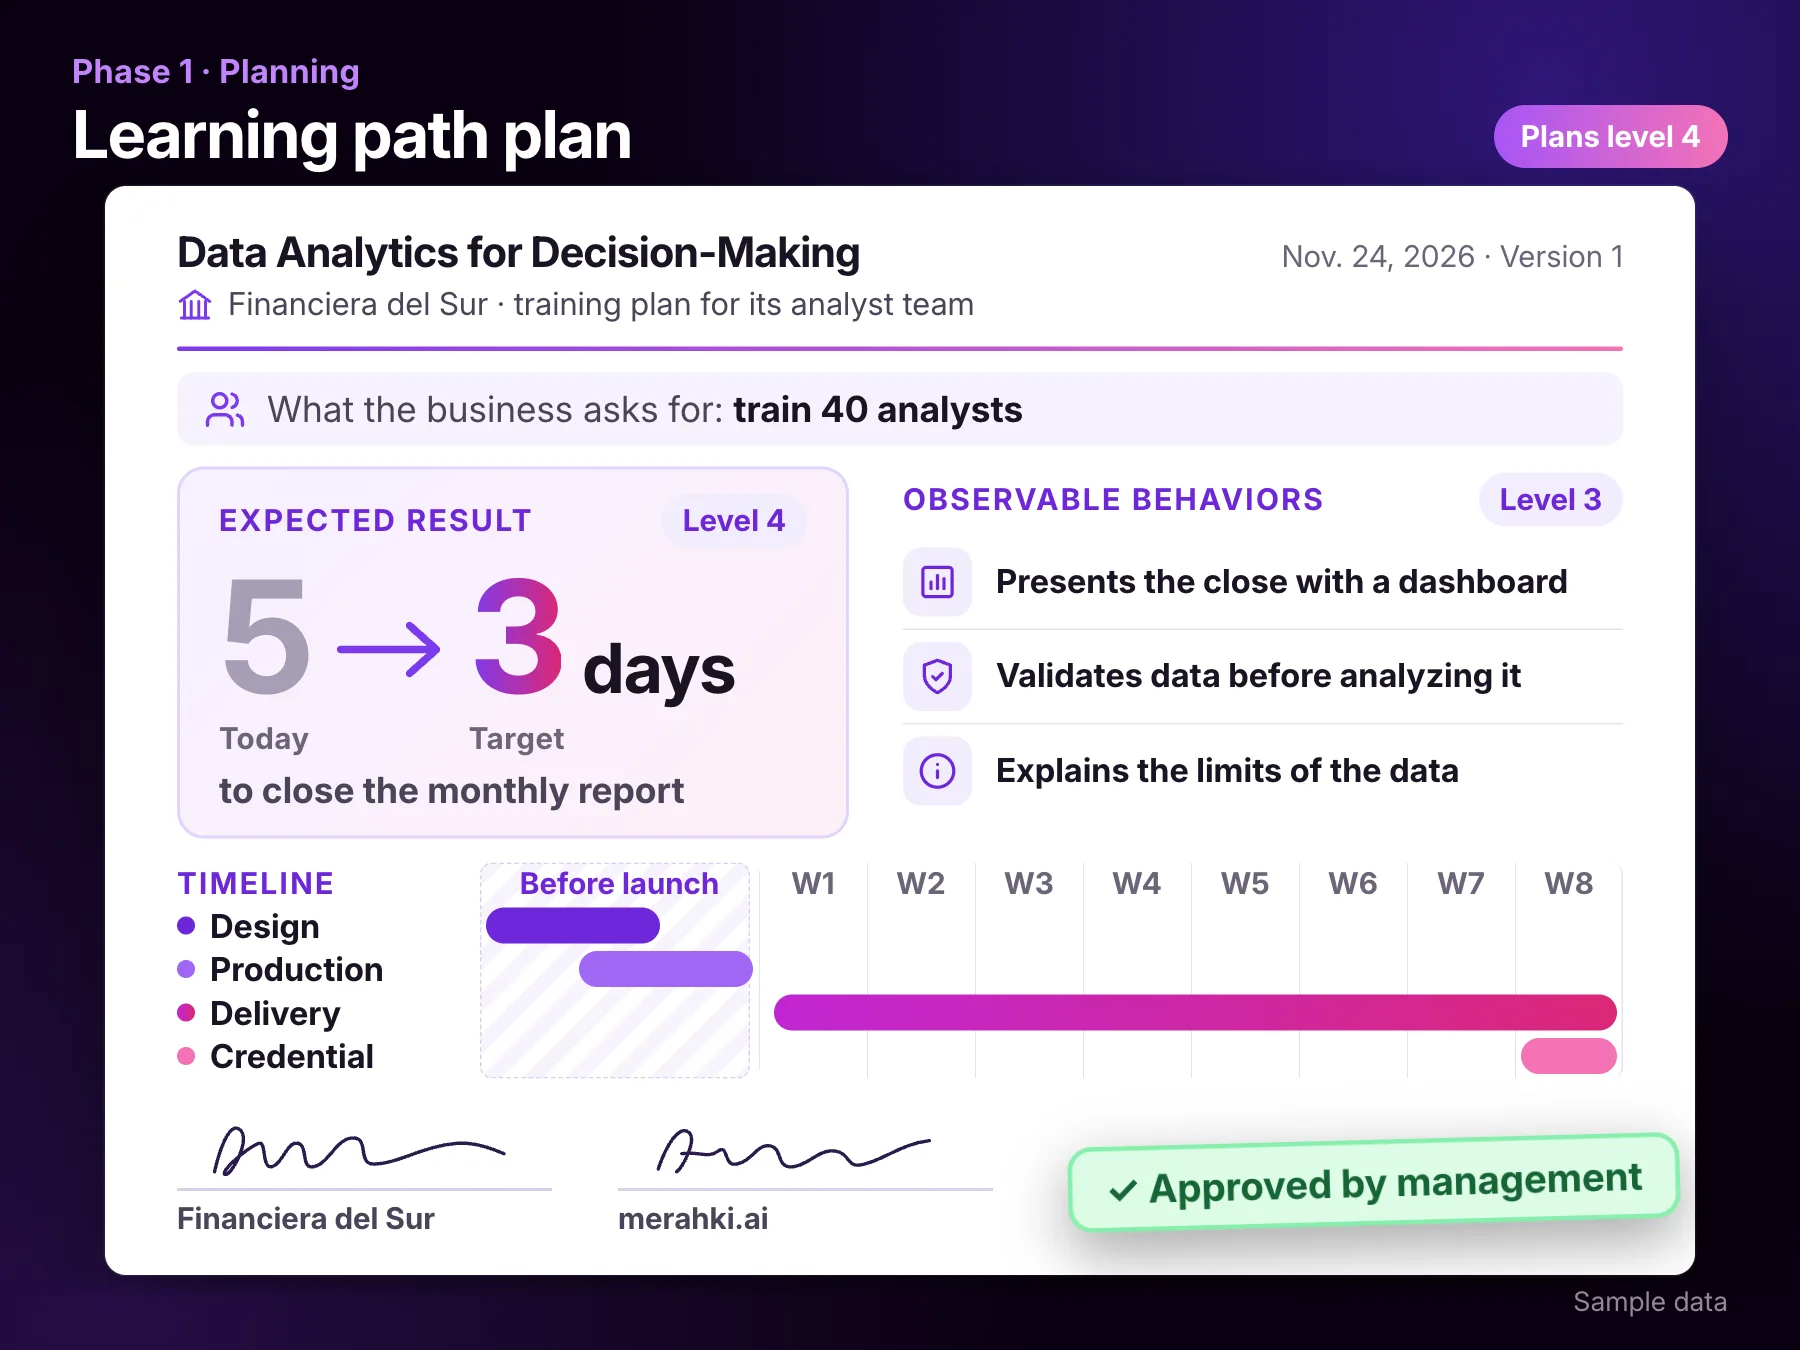 Phase 1 · Planning
Learning path plan
Plans level 4
Data Analytics for Decision-Making
Nov. 24, 2026 · Version 1
Financiera del Sur · training plan for its analyst team
What the business asks for: train 40 analysts
EXPECTED RESULT
Level 4
5 → 3 days
Today
Target
to close the monthly report
OBSERVABLE BEHAVIORS
Level 3
Presents the close with a dashboard
Validates data before analyzing it
Explains the limits of the data
TIMELINE
Before launch
W1 W2 W3 W4 W5 W6 W7 W8
Design
Production
Delivery
Credential
Financiera del Sur
merahki.ai
✓ Approved by management
Sample data